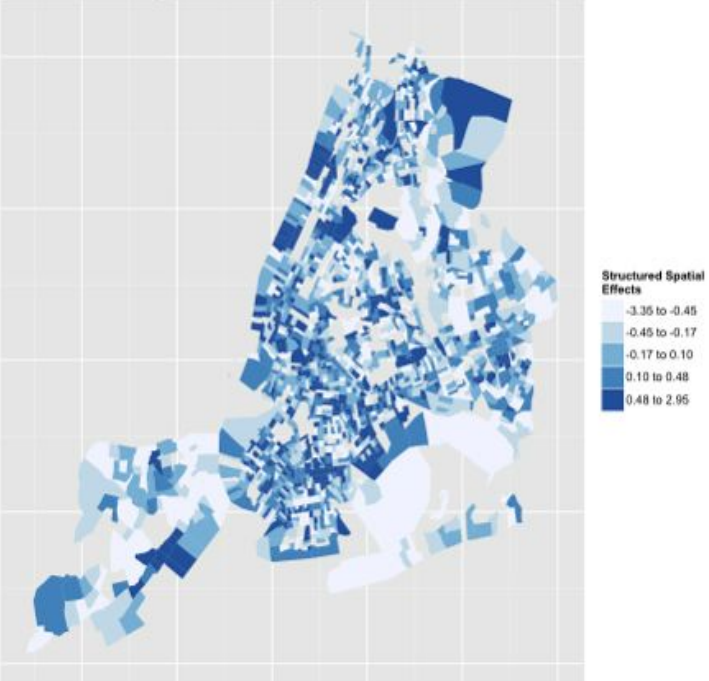 Structured Spatial
Effects
-3.35 to -0.45
-0.45 to -0.17
-0.17 to 0.10
0.10 to 0.48
0.48 to 2.95